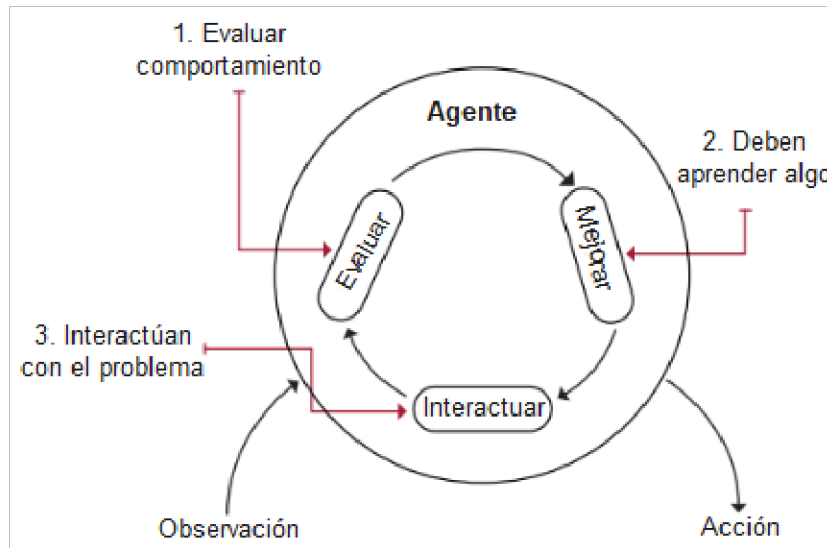 1. Evaluar
comportamiento
Agente
2. Deben
aprender algo
Evaluar
Mejorar
3. Interactúan
con el problema
Interactuar
Observación
Acción